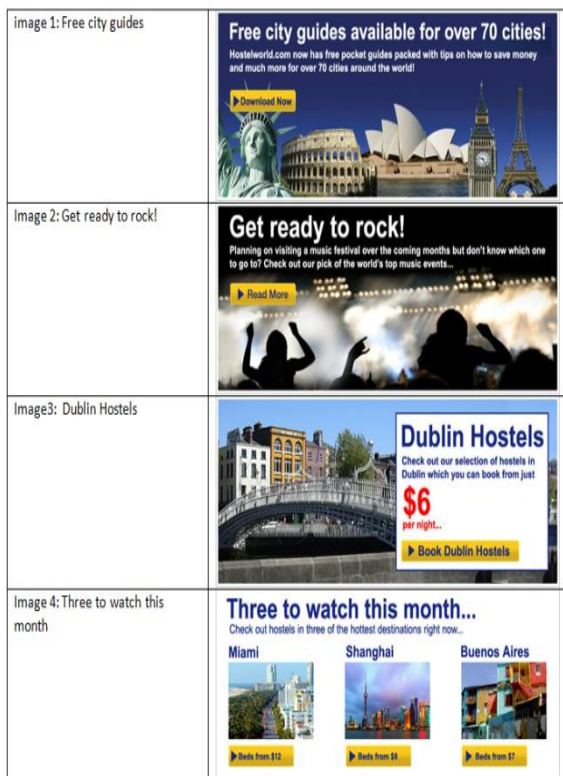 image 1: Free city guides
Free city guides available for over 70 cities!
Hostelworld.com now has free pocket guides packed with tips on how to save money
and much more for over 70 cities around the world!
Download Now
Image 2: Get ready to rock!
Get ready to rock!
Planning on visiting a music festival over the coming months but don't know which one
to go to? Check out our pick of the world's top music events...
Read More
Image3: Dublin Hostels
Dublin Hostels
Check out our selection of hostels in
Dublin which you can book from just
$6
per night...
Book Dublin Hostels
Image 4: Three to watch this
month
Three to watch this month...
Check out hostels in three of the hottest destinations right now...
Miami
Shanghai
Buenos Aires
Beds from $12
Beds from $8
Beds from $7